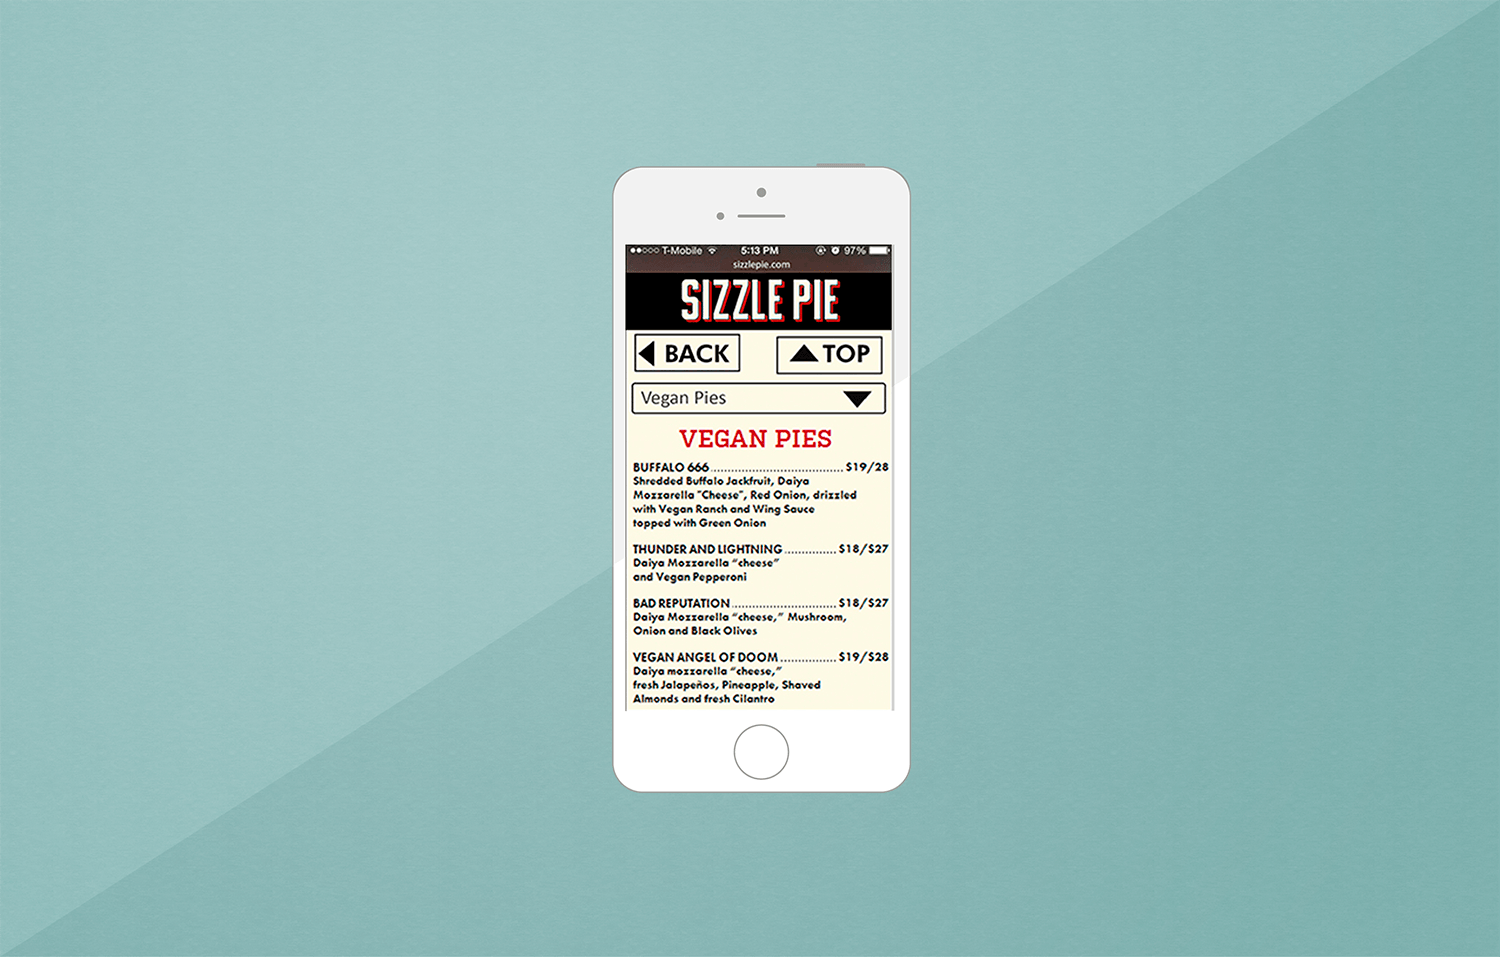 T-Mobile 5:13 PM 97%
sizzlepie.com
SIZZLE PIE
BACK TOP
Vegan Pies
VEGAN PIES
BUFFALO 666 ................................ $19/28
Shredded Buffalo Jackfruit, Daiya
Mozzarella "Cheese", Red Onion, drizzled
with Vegan Ranch and Wing Sauce
topped with Green Onion
THUNDER AND LIGHTNING ............... $18/$27
Daiya Mozzarella “cheese”
and Vegan Pepperoni
BAD REPUTATION .......................... $18/$27
Daiya Mozzarella “cheese,” Mushroom,
Onion and Black Olives
VEGAN ANGEL OF DOOM ................ $19/$28
Daiya mozzarella “cheese,”
fresh Jalapeños, Pineapple, Shaved
Almonds and fresh Cilantro